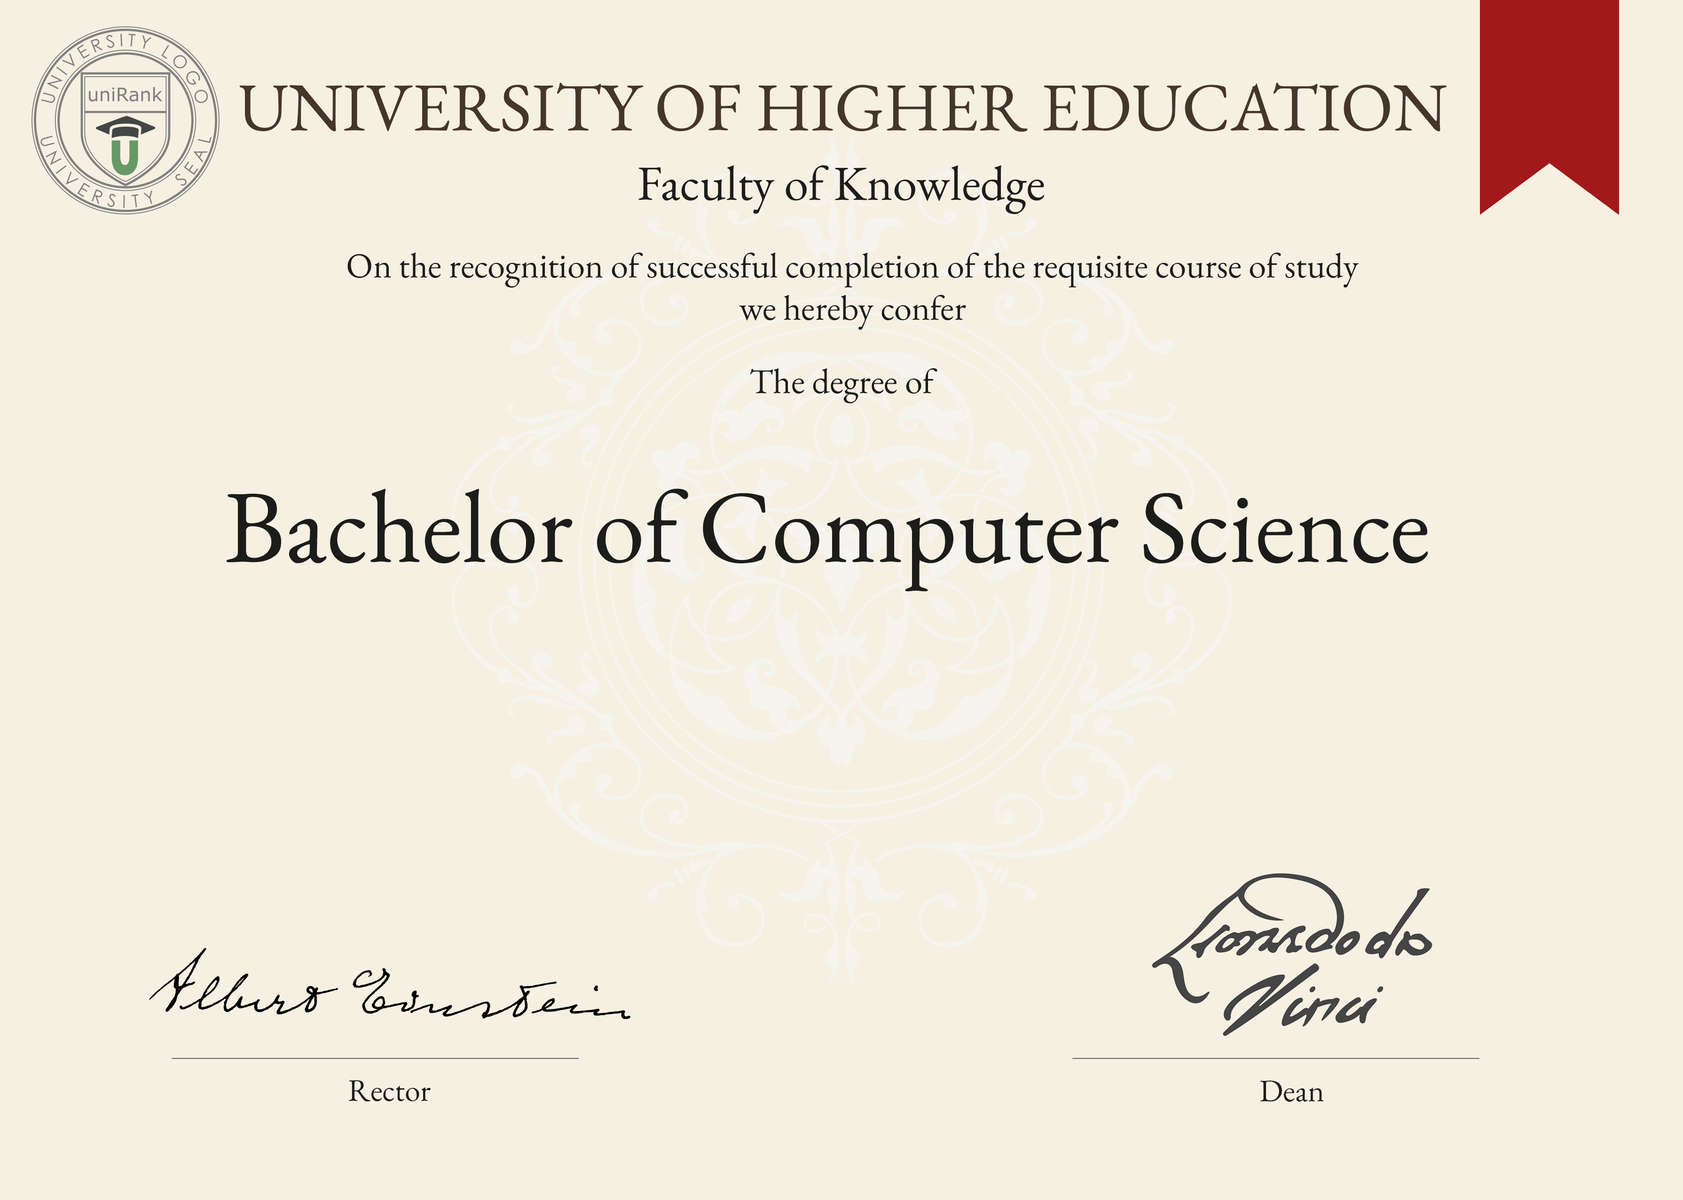 UNIVERSITY LOGO
uniRank
U
UNIVERSITY SEAL
UNIVERSITY OF HIGHER EDUCATION
Faculty of Knowledge
On the recognition of successful completion of the requisite course of study
we hereby confer
The degree of
Bachelor of Computer Science
Albert Einstein
Leonardo da
Vinci
Rector
Dean